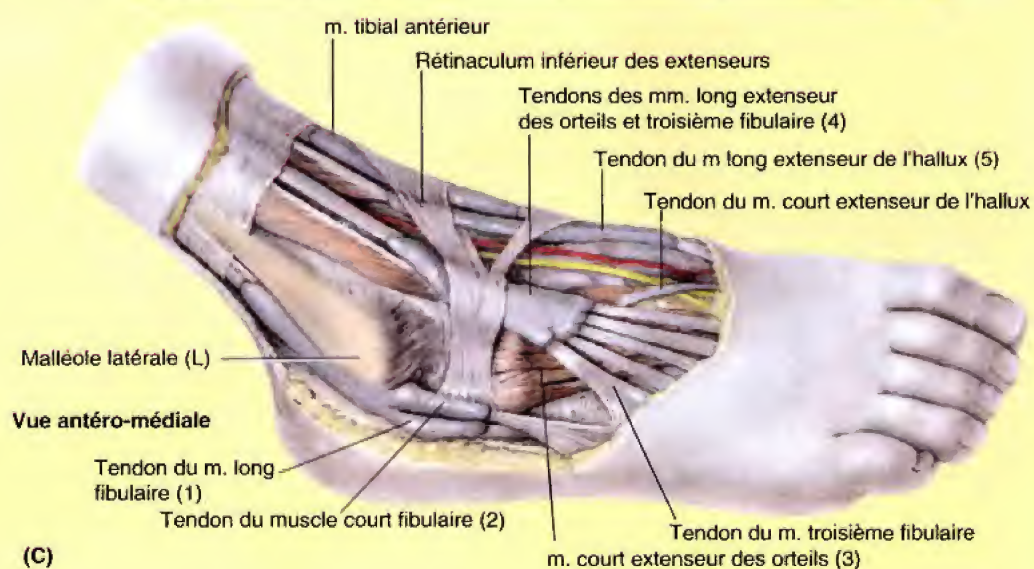 m. tibial antérieur
Rétinaculum inférieur des extenseurs
Tendons des mm. long extenseur
des orteils et troisième fibulaire (4)
Tendon du m long extenseur de l'hallux (5)
Tendon du m. court extenseur de l'hallux
Malléole latérale (L)
Vue antéro-médiale
Tendon du m. long
fibulaire (1)
Tendon du muscle court fibulaire (2)
Tendon du m. troisième fibulaire
m. court extenseur des orteils (3)
(C)